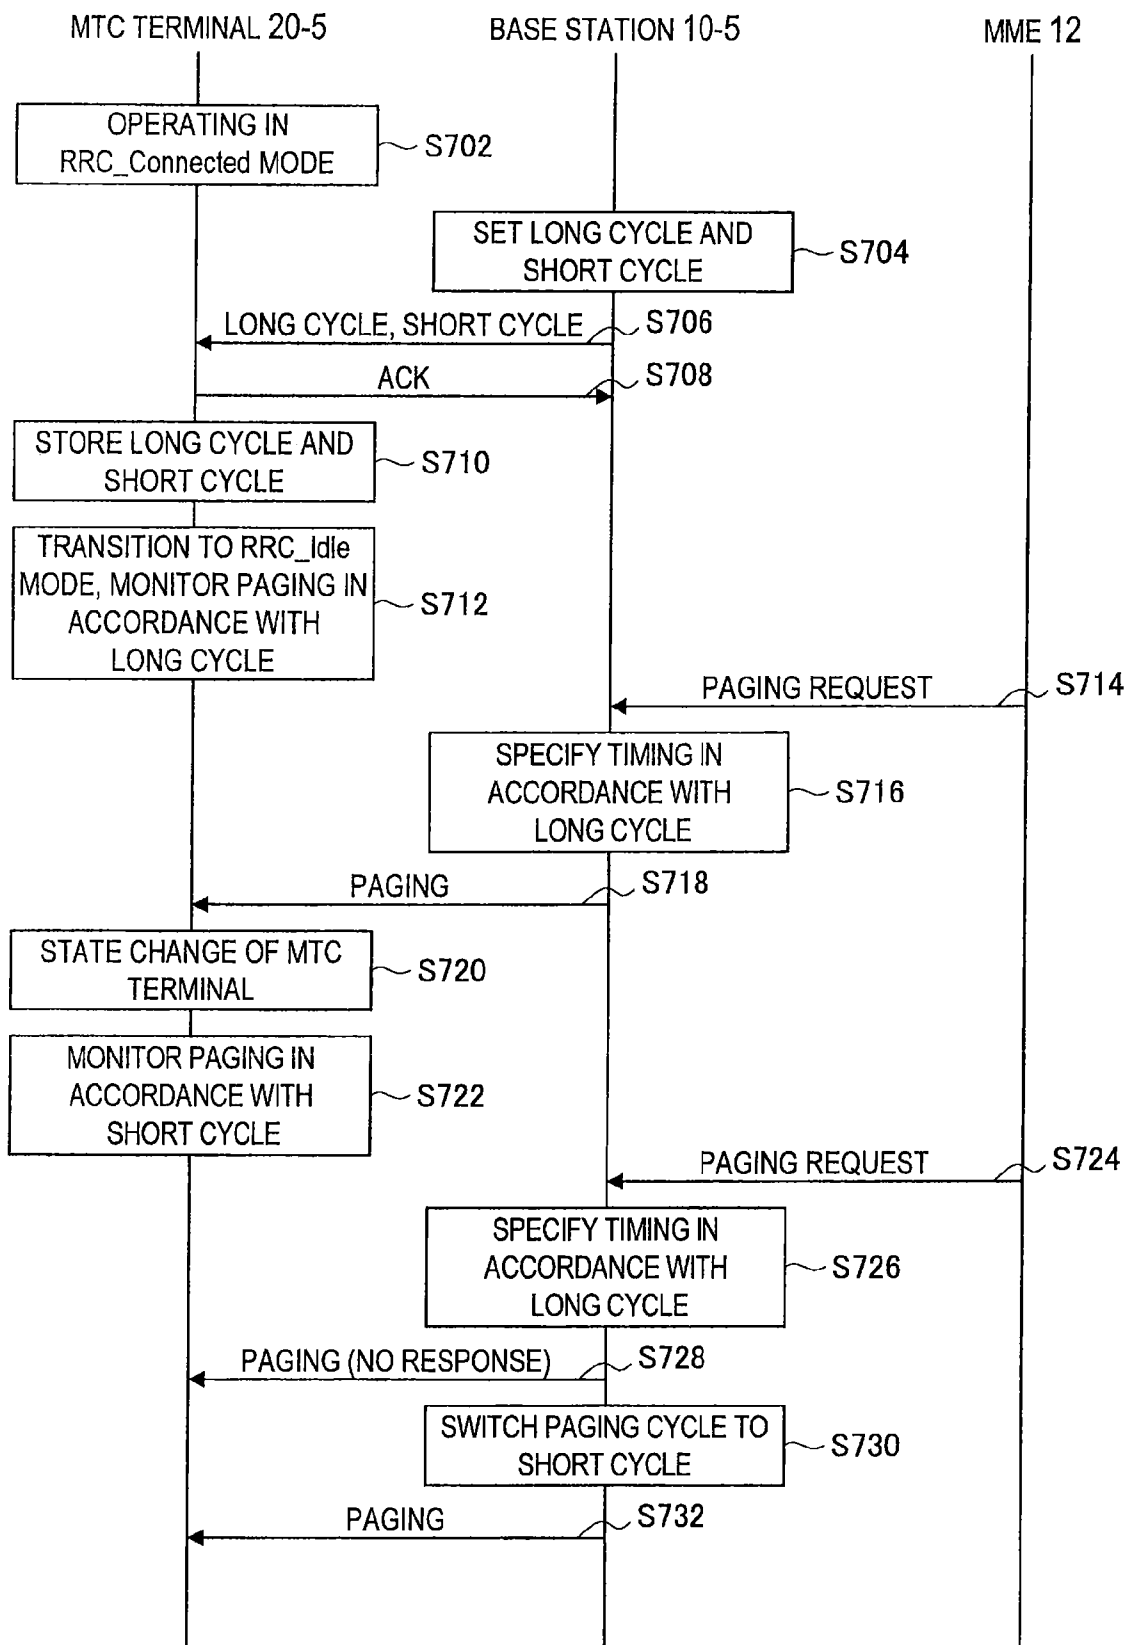 MTC TERMINAL 20-5
BASE STATION 10-5
MME 12
OPERATING IN
RRC_Connected MODE
S702
SET LONG CYCLE AND
SHORT CYCLE
S704
LONG CYCLE, SHORT CYCLE
S706
ACK
S708
STORE LONG CYCLE AND
SHORT CYCLE
S710
TRANSITION TO RRC_Idle
MODE, MONITOR PAGING IN
ACCORDANCE WITH
LONG CYCLE
S712
PAGING REQUEST
S714
SPECIFY TIMING IN
ACCORDANCE WITH
LONG CYCLE
S716
PAGING
S718
STATE CHANGE OF MTC
TERMINAL
S720
MONITOR PAGING IN
ACCORDANCE WITH
SHORT CYCLE
S722
PAGING REQUEST
S724
SPECIFY TIMING IN
ACCORDANCE WITH
LONG CYCLE
S726
PAGING (NO RESPONSE)
S728
SWITCH PAGING CYCLE TO
SHORT CYCLE
S730
PAGING
S732